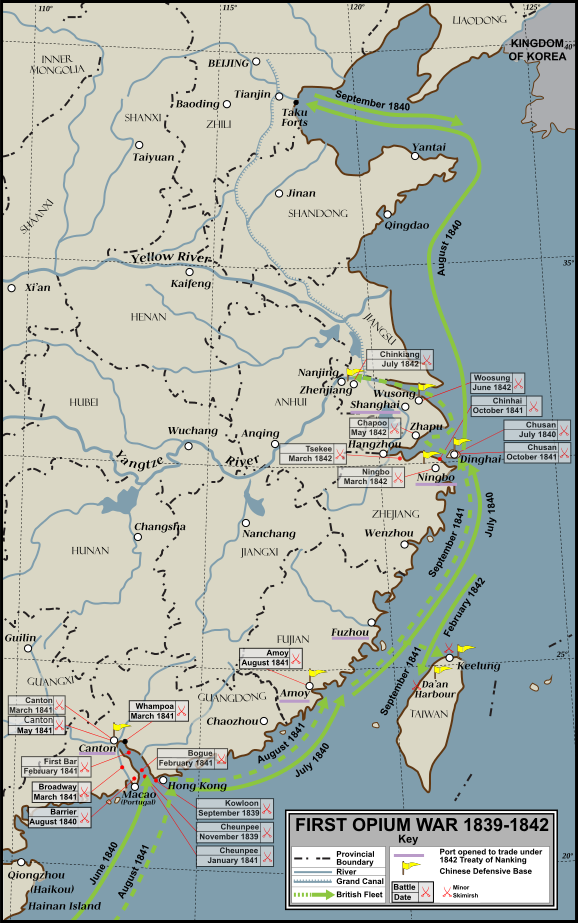 110°
115°
120°
125°
LIAODONG
KINGDOM
OF KOREA
40°
INNER
MONGOLIA
BEIJING
Tianjin
September 1840
Baoding
Taku
Forts
SHANXI
ZHILI
Taiyuan
Yantai
SHAANXI
Jinan
SHANDONG
Qingdao
August 1840
Yellow River
35°
Xi'an
Kaifeng
HENAN
JIANGSU
Chinkiang
July 1842
Nanjing
Zhenjiang
Woosung
June 1842
Wusong
HUBEI
ANHUI
Shanghai
Chinhai
October 1841
Chapoo
May 1842
Zhapu
Chusan
July 1840
Wuchang
Anqing
Hangzhou
Tsekee
March 1842
Chusan
October 1841
Dinghai
Yangtze
River
Ningbo
March 1842
Ningbo
Changsha
Nanchang
ZHEJIANG
Wenzhou
September 1841
July 1840
HUNAN
JIANGXI
February 1842
Guilin
FUJIAN
Fuzhou
25°
Amoy
August 1841
Keelung
September 1841
GUANGXI
GUANGDONG
Amoy
Da'an
Harbour
TAIWAN
Canton
March 1841
Whampoa
March 1841
Canton
May 1841
Chaozhou
Canton
August 1841
July 1840
First Bar
February 1841
Bogue
February 1841
Broadway
March 1841
Macao
(Portugal)
Hong Kong
Barrier
August 1840
Kowloon
September 1839
Cheunpee
November 1839
Cheunpee
January 1841
June 1840
August 1841
Qiongzhou
(Haikou)
Hainan Island
20°
FIRST OPIUM WAR 1839-1842
Key
Provincial
Boundary
River
Grand Canal
British Fleet
Port opened to trade under
1842 Treaty of Nanking
Chinese Defensive Base
Battle
Date
Minor
Skimirsh